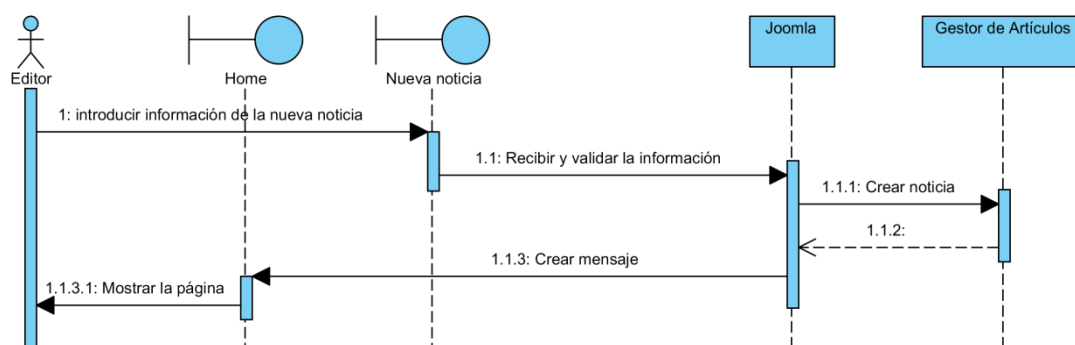 Joomla
Gestor de Artículos
Editor
Home
Nueva noticia
1: introducir información de la nueva noticia
1.1: Recibir y validar la información
1.1.1: Crear noticia
1.1.2:
1.1.3: Crear mensaje
1.1.3.1: Mostrar la página